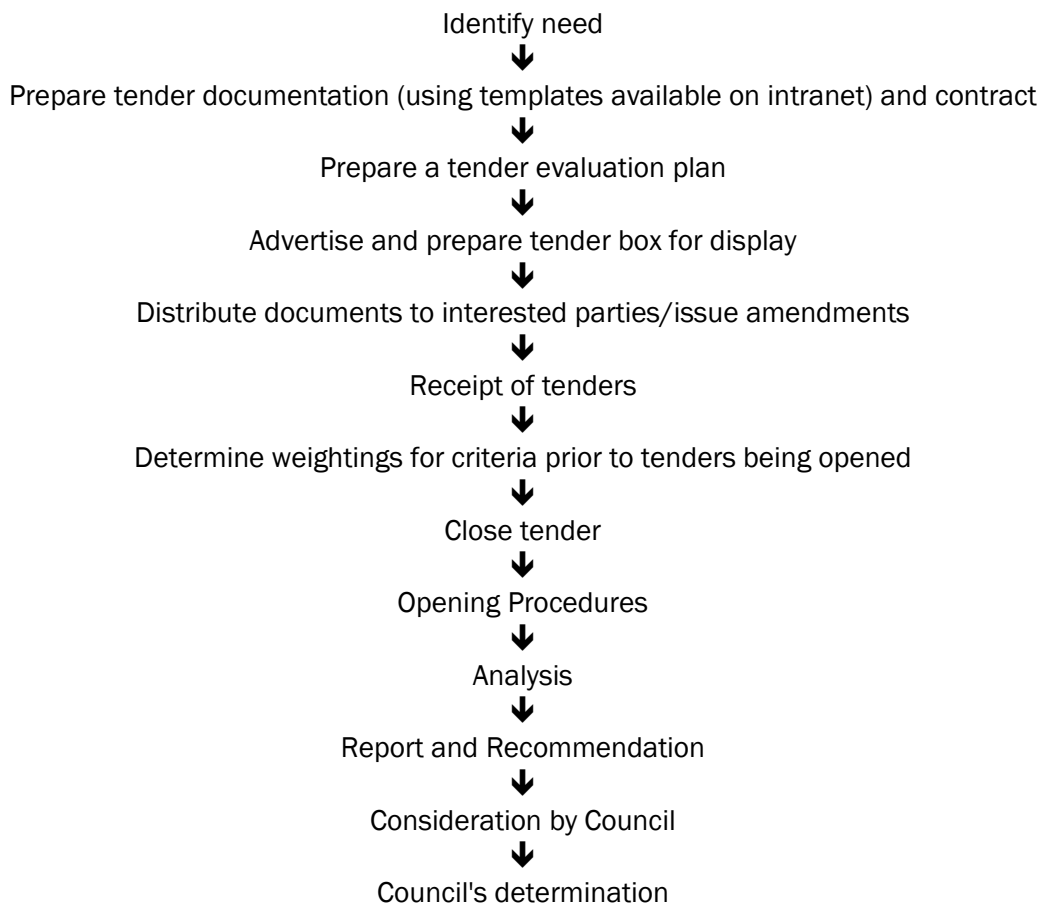 Identify need
Prepare tender documentation (using templates available on intranet) and contract
Prepare a tender evaluation plan
Advertise and prepare tender box for display
Distribute documents to interested parties/issue amendments
Receipt of tenders
Determine weightings for criteria prior to tenders being opened
Close tender
Opening Procedures
Analysis
Report and Recommendation
Consideration by Council
Council's determination